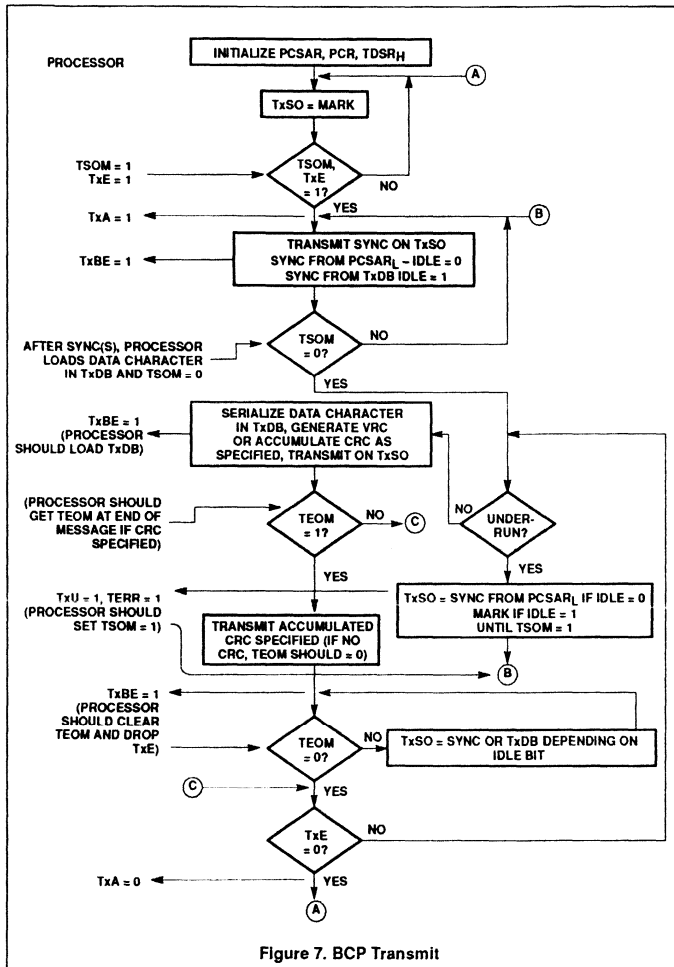 INITIALIZE PCSAR, PCR, TDSRH
PROCESSOR
A
TxSO = MARK
TSOM = 1
TxE = 1
TSOM,
TxE
= 1?
NO
YES
TxA = 1
B
TRANSMIT SYNC ON TxSO
SYNC FROM PCSARL – IDLE = 0
SYNC FROM TxDB IDLE = 1
TxBE = 1
AFTER SYNC(S), PROCESSOR
LOADS DATA CHARACTER
IN TxDB AND TSOM = 0
TSOM
= 0?
NO
YES
TxBE = 1
(PROCESSOR
SHOULD LOAD TxDB)
SERIALIZE DATA CHARACTER
IN TxDB, GENERATE VRC
OR ACCUMULATE CRC AS
SPECIFIED, TRANSMIT ON TxSO
(PROCESSOR SHOULD
GET TEOM AT END OF
MESSAGE IF CRC
SPECIFIED)
TEOM
= 1?
NO
C
NO
UNDER-
RUN?
YES
YES
TxU = 1, TERR = 1
(PROCESSOR SHOULD
SET TSOM = 1)
TxSO = SYNC FROM PCSARL IF IDLE = 0
MARK IF IDLE = 1
UNTIL TSOM = 1
TRANSMIT ACCUMULATED
CRC SPECIFIED (IF NO
CRC, TEOM SHOULD = 0)
B
TxBE = 1
(PROCESSOR
SHOULD CLEAR
TEOM AND DROP
TxE)
TEOM
= 0?
NO
TxSO = SYNC OR TxDB DEPENDING ON
IDLE BIT
C
YES
TxE
= 0?
NO
YES
TxA = 0
A
Figure 7. BCP Transmit